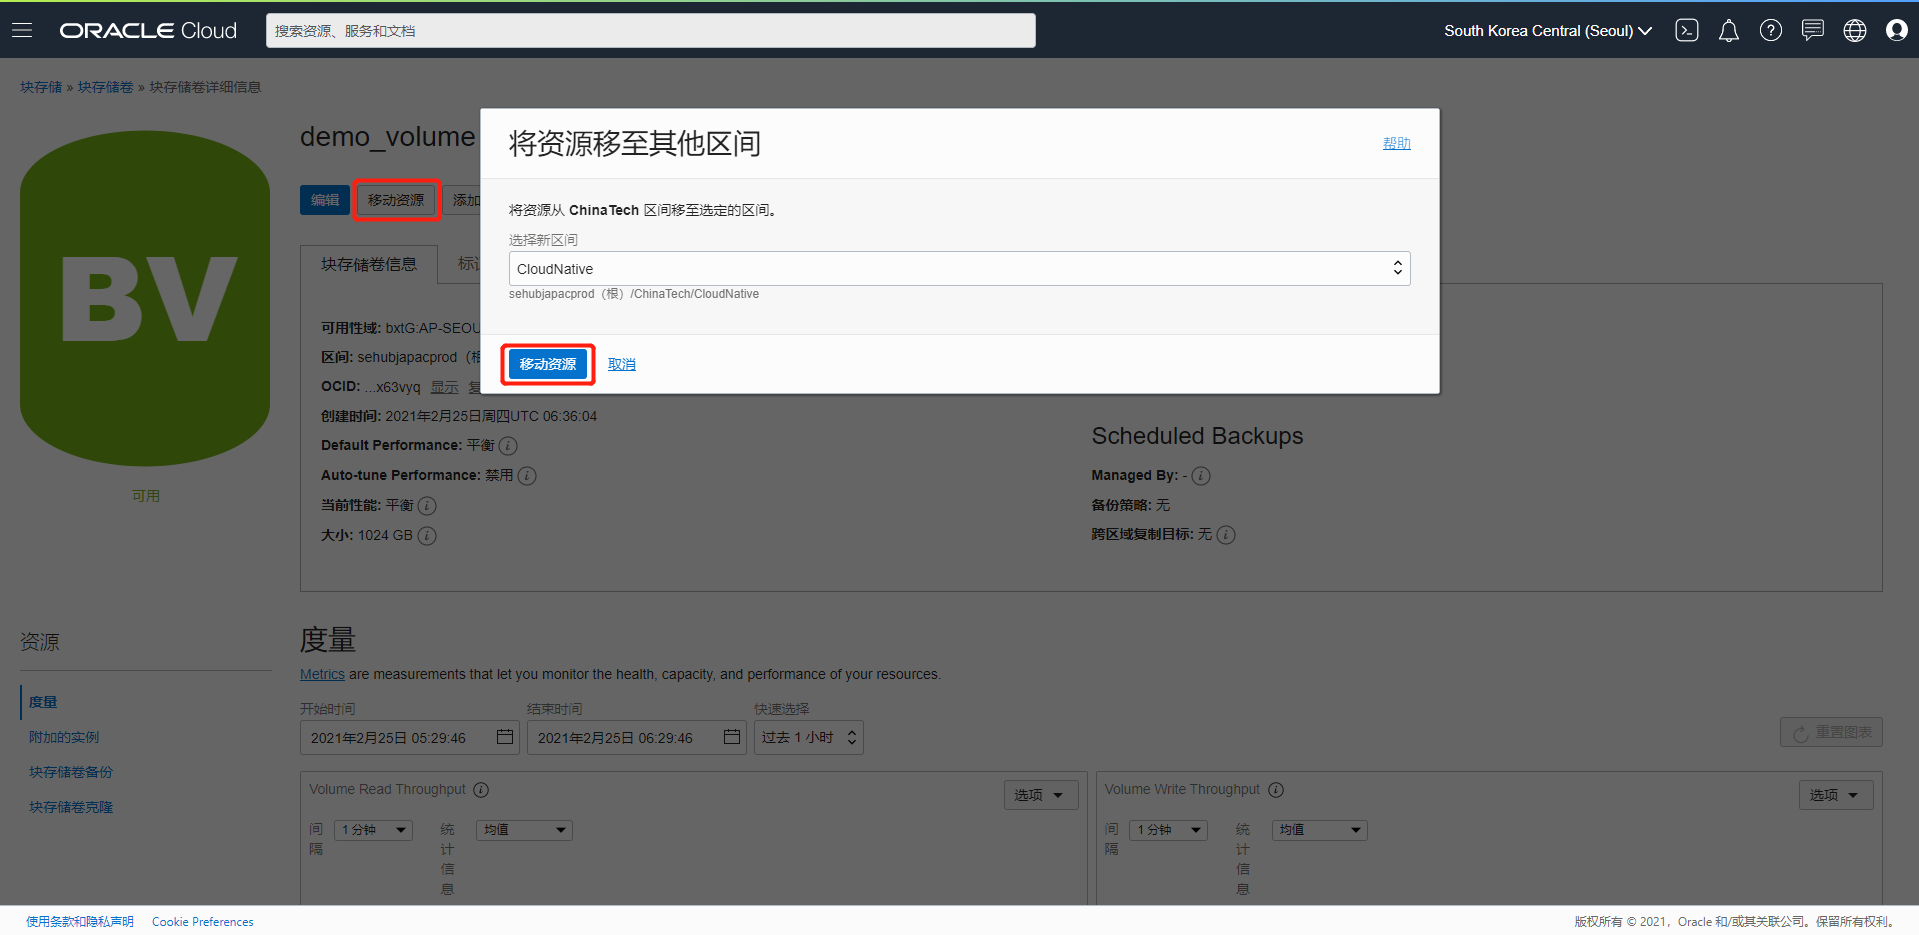 ORACLE Cloud
搜索资源、服务和文档
South Korea Central (Seoul)
块存储 » 块存储卷 » 块存储卷详细信息
BV
可用
demo_volume
编辑
移动资源
添加
块存储卷信息
可用性域: bxtG:AP-SEOU
区间: sehubjapacprod
OCID: ...x63vyq 显示
创建时间: 2021年2月25日周四UTC 06:36:04
Default Performance: 平衡
Auto-tune Performance: 禁用
当前性能: 平衡
大小: 1024 GB
将资源移至其他区间
帮助
将资源从 ChinaTech 区间移至选定的区间。
选择新区间
CloudNative
sehubjapacprod（根）/ChinaTech/CloudNative
移动资源
取消
Scheduled Backups
Managed By: -
备份策略: 无
跨区域复制目标: 无
资源
度量
附加的实例
块存储卷备份
块存储卷克隆
度量
Metrics are measurements that let you monitor the health, capacity, and performance of your resources.
开始时间
结束时间
快速选择
2021年2月25日 05:29:46
2021年2月25日 06:29:46
过去 1 小时
重置图表
Volume Read Throughput
选项
间隔
1 分钟
统计信息
均值
Volume Write Throughput
选项
间隔
1 分钟
统计信息
均值
使用条款和隐私声明
Cookie Preferences
版权所有 © 2021，Oracle 和/或其关联公司。保留所有权利。